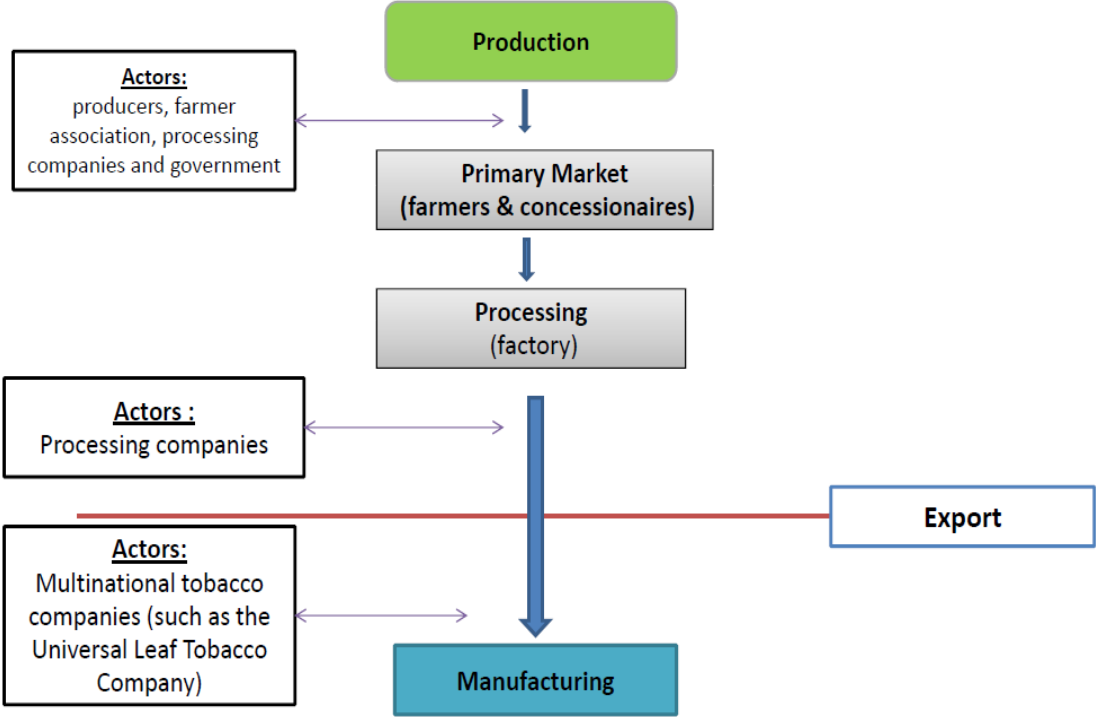 Production
Actors:
producers, farmer
association, processing
companies and government
Primary Market
(farmers & concessionaires)
Processing
(factory)
Actors :
Processing companies
Export
Actors:
Multinational tobacco
companies (such as the
Universal Leaf Tobacco
Company)
Manufacturing